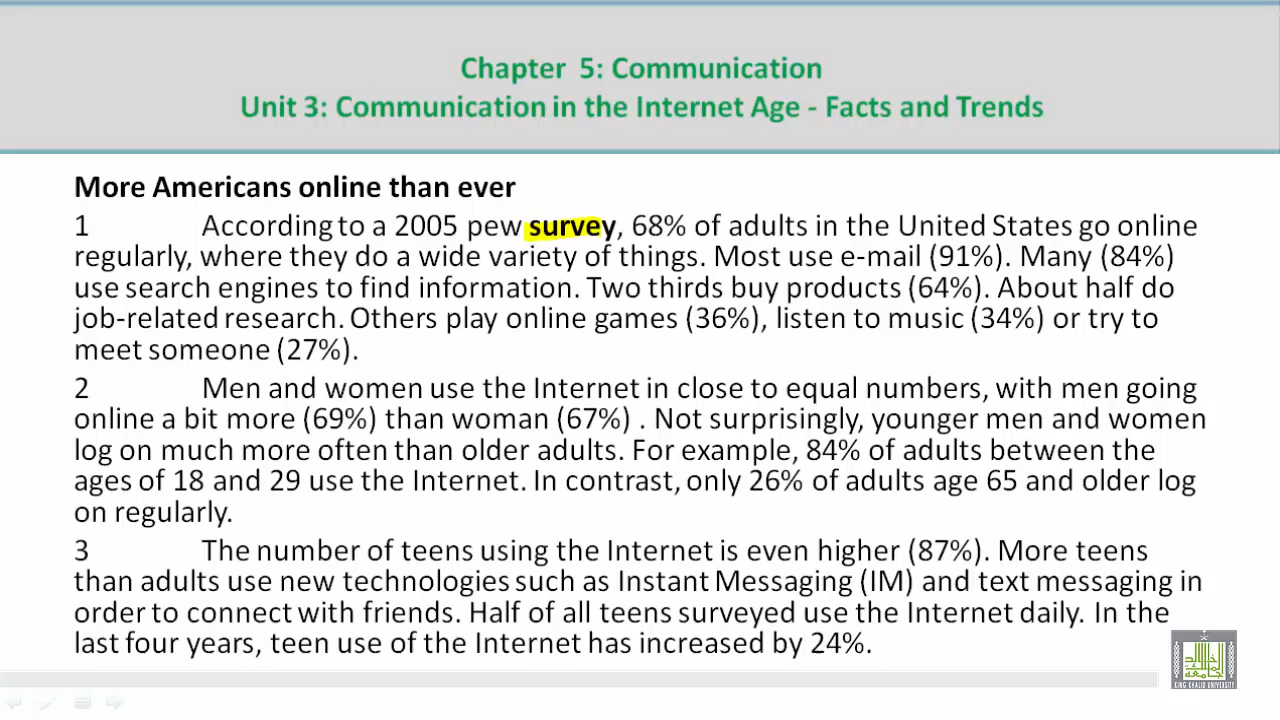 Chapter 5: Communication
Unit 3: Communication in the Internet Age - Facts and Trends
More Americans online than ever
1 According to a 2005 pew survey, 68% of adults in the United States go online
regularly, where they do a wide variety of things. Most use e-mail (91%). Many (84%)
use search engines to find information. Two thirds buy products (64%). About half do
job-related research. Others play online games (36%), listen to music (34%) or try to
meet someone (27%).
2 Men and women use the Internet in close to equal numbers, with men going
online a bit more (69%) than woman (67%) . Not surprisingly, younger men and women
log on much more often than older adults. For example, 84% of adults between the
ages of 18 and 29 use the Internet. In contrast, only 26% of adults age 65 and older log
on regularly.
3 The number of teens using the Internet is even higher (87%). More teens
than adults use new technologies such as Instant Messaging (IM) and text messaging in
order to connect with friends. Half of all teens surveyed use the Internet daily. In the
last four years, teen use of the Internet has increased by 24%.
KING KHALID UNIVERSITY